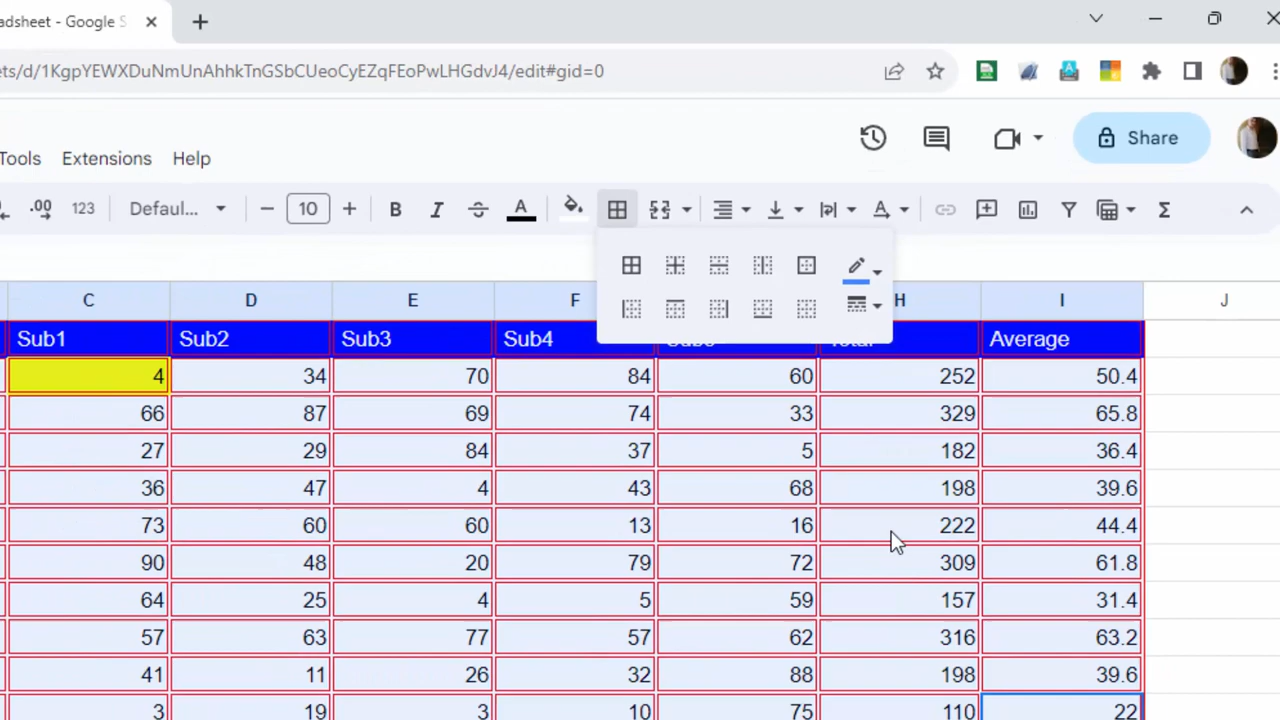 adsheet - Google S
ets/d/1KgpYEWXDuNmUnAhhkTnGSbCUeoCyEZqFEoPwLHGdvJ4/edit#gid=0
Tools Extensions Help
Share
.00 123 Defaul... 10 B I A
C D E F H I J
Sub1 Sub2 Sub3 Sub4 Average
4 34 70 84 60 252 50.4
66 87 69 74 33 329 65.8
27 29 84 37 5 182 36.4
36 47 4 43 68 198 39.6
73 60 60 13 16 222 44.4
90 48 20 79 72 309 61.8
64 25 4 5 59 157 31.4
57 63 77 57 62 316 63.2
41 11 26 32 88 198 39.6
3 19 3 10 75 110 22